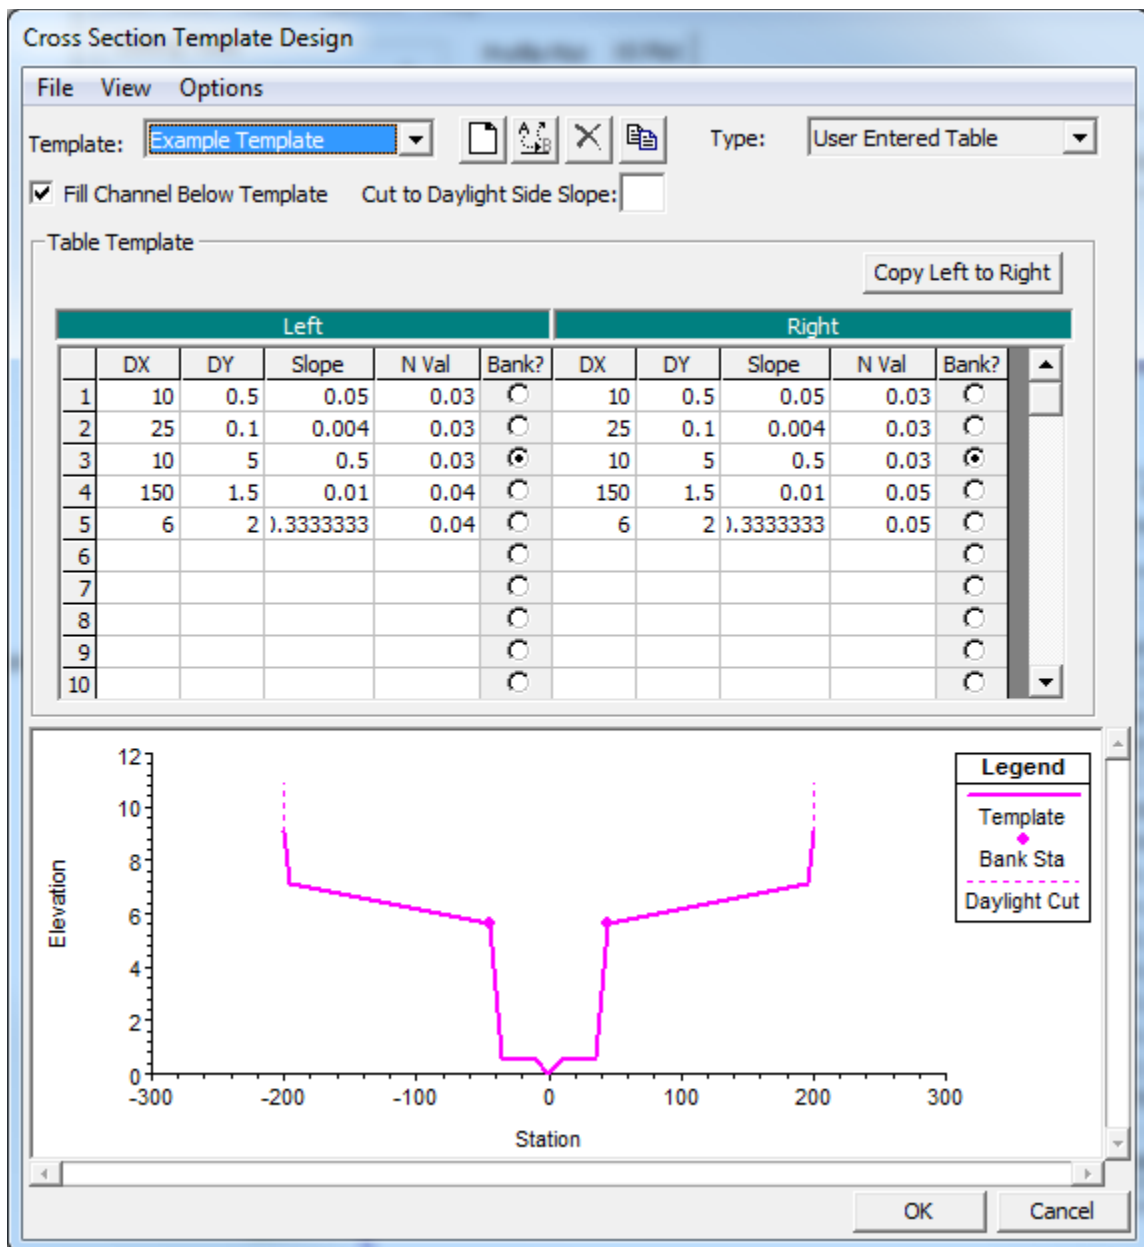 Cross Section Template Design
File View Options
Template: Example Template Type: User Entered Table
Fill Channel Below Template Cut to Daylight Side Slope:
Table Template
Copy Left to Right
Left Right
DX DY Slope N Val Bank? DX DY Slope N Val Bank?
1 10 0.5 0.05 0.03 10 0.5 0.05 0.03
2 25 0.1 0.004 0.03 25 0.1 0.004 0.03
3 10 5 0.5 0.03 10 5 0.5 0.03
4 150 1.5 0.01 0.04 150 1.5 0.01 0.05
5 6 2 ).3333333 0.04 6 2 ).3333333 0.05
6
7
8
9
10
12
10
8
6
4
2
0
Elevation
-300 -200 -100 0 100 200 300
Station
Legend
Template
Bank Sta
Daylight Cut
OK Cancel